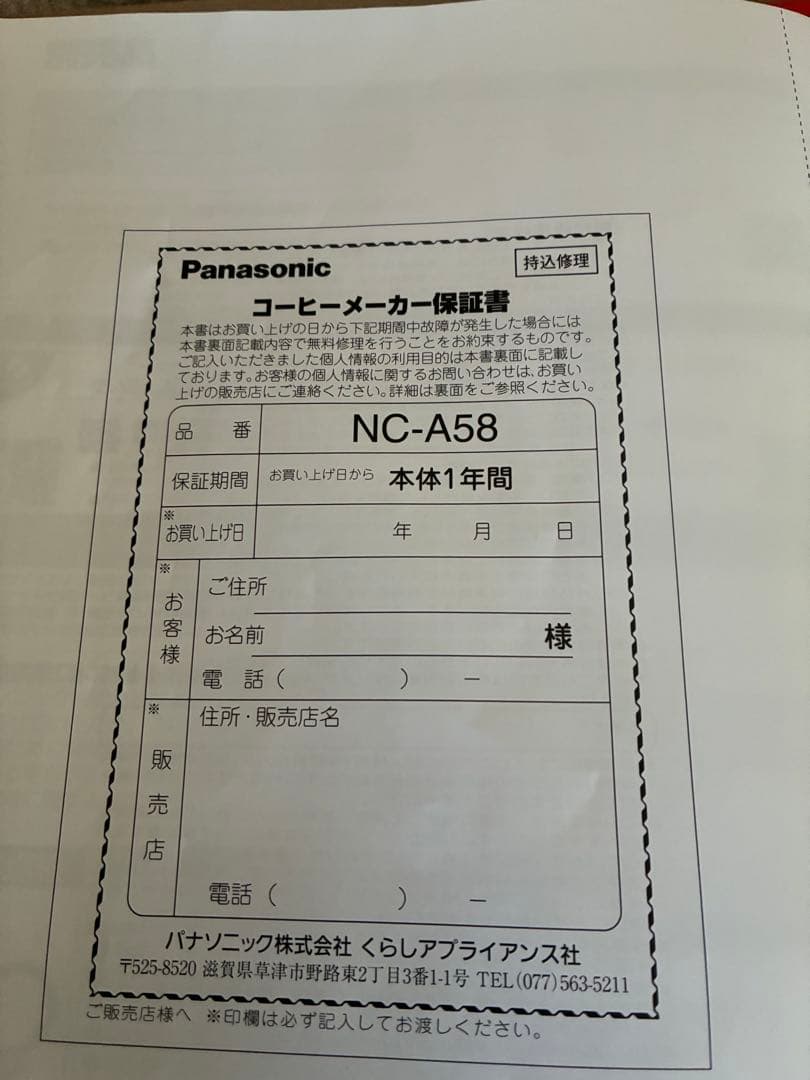 Panasonic
持込修理
コーヒーメーカー保証書
本書はお買い上げの日から下記期間中故障が発生した場合には
本書裏面記載内容で無料修理を行うことをお約束するものです。
ご記入いただきました個人情報の利用目的は本書裏面に記載し
ております。お客様の個人情報に関するお問い合わせは、お買い
上げの販売店にご連絡ください。詳細は裏面をご参照ください。
品 番 NC-A58
保証期間 お買い上げ日から 本体1年間
※お買い上げ日 年 月 日
※お客様
ご住所
お名前 様
電 話( ) −
※販売店
住所・販売店名
電話( ) −
パナソニック株式会社 くらしアプライアンス社
〒525-8520 滋賀県草津市野路東2丁目3番1-1号 TEL(077)563-5211
ご販売店様へ ※印欄は必ず記入してお渡しください。